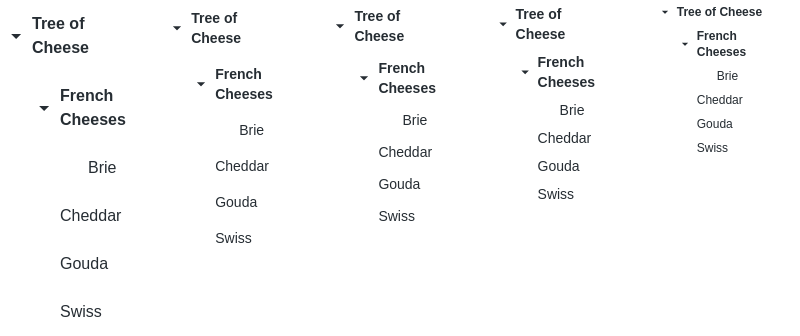 Tree of
Cheese
French
Cheeses
Brie
Cheddar
Gouda
Swiss
Tree of
Cheese
French
Cheeses
Brie
Cheddar
Gouda
Swiss
Tree of
Cheese
French
Cheeses
Brie
Cheddar
Gouda
Swiss
Tree of
Cheese
French
Cheeses
Brie
Cheddar
Gouda
Swiss
Tree of Cheese
French
Cheeses
Brie
Cheddar
Gouda
Swiss